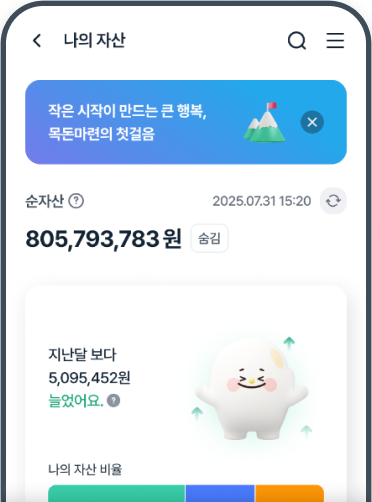 나의 자산
작은 시작이 만드는 큰 행복,
목돈마련의 첫걸음
순자산 ?
2025.07.31 15:20
805,793,783 원 숨김
지난달 보다
5,095,452원
늘었어요. ?
나의 자산 비율